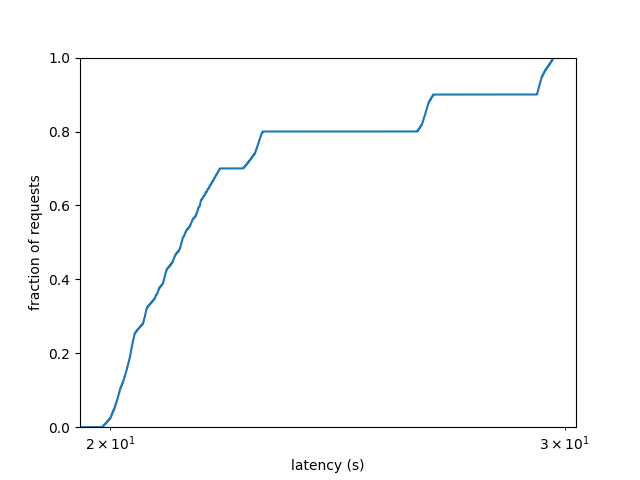 1.0
0.8
0.6
0.4
0.2
0.0
fraction of requests
2 × 10¹
3 × 10¹
latency (s)